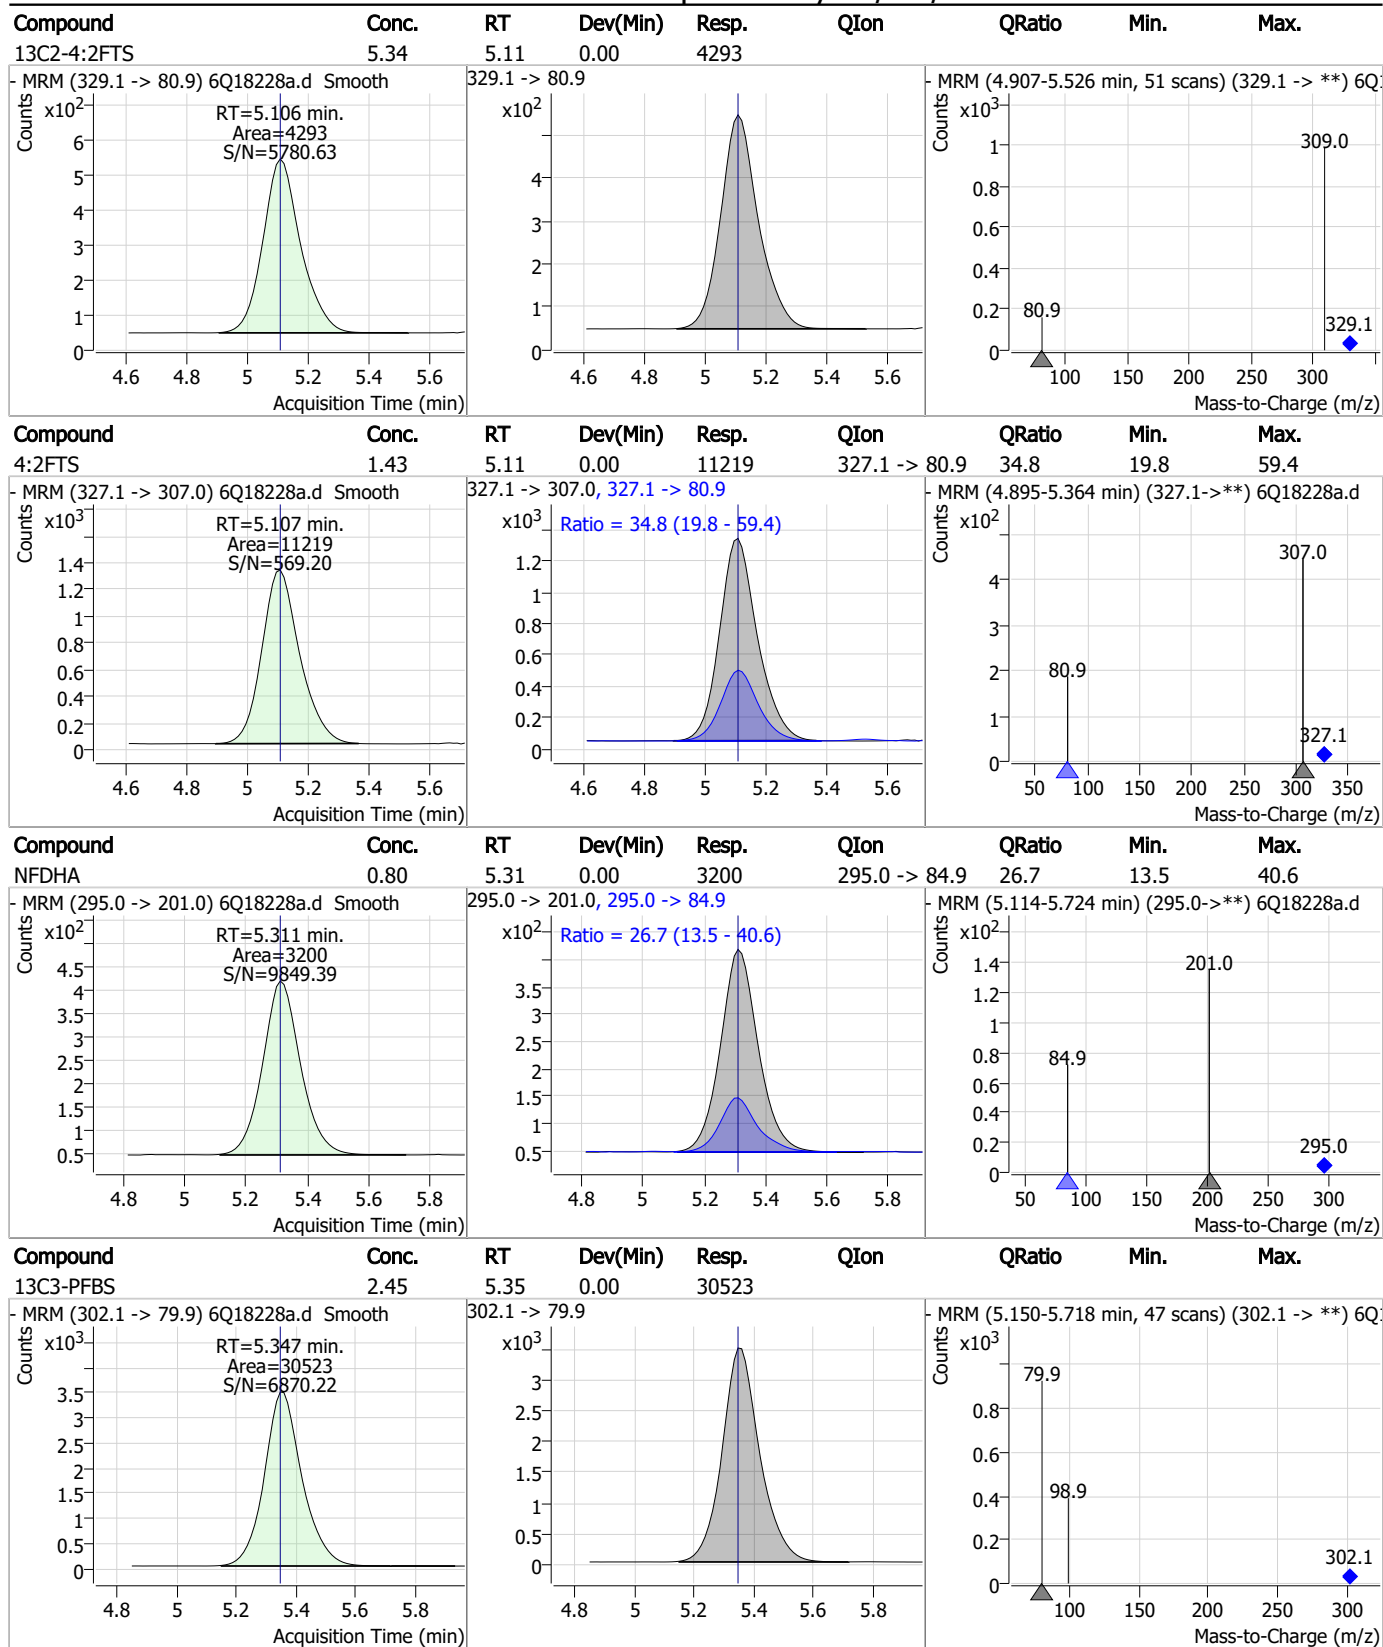 Compound Conc. RT Dev(Min) Resp. QIon QRatio Min. Max.
13C2-4:2FTS 5.34 5.11 0.00 4293
- MRM (329.1 -> 80.9) 6Q18228a.d Smooth
Counts
x10²
RT=5.106 min.
Area=4293
S/N=5780.63
6
5
4
3
2
1
0
4.6 4.8 5 5.2 5.4 5.6
Acquisition Time (min)
329.1 -> 80.9
x10²
4
3
2
1
0
4.6 4.8 5 5.2 5.4 5.6
- MRM (4.907-5.526 min, 51 scans) (329.1 -> **) 6Q1
Counts
x10³
1
0.8
0.6
0.4
0.2
0
309.0
80.9
329.1
100 150 200 250 300
Mass-to-Charge (m/z)
Compound Conc. RT Dev(Min) Resp. QIon QRatio Min. Max.
4:2FTS 1.43 5.11 0.00 11219 327.1 -> 80.9 34.8 19.8 59.4
- MRM (327.1 -> 307.0) 6Q18228a.d Smooth
Counts
x10³
RT=5.107 min.
Area=11219
S/N=569.20
1.4
1.2
1
0.8
0.6
0.4
0.2
0
4.6 4.8 5 5.2 5.4 5.6
Acquisition Time (min)
327.1 -> 307.0, 327.1 -> 80.9
x10³
Ratio = 34.8 (19.8 - 59.4)
1.2
1
0.8
0.6
0.4
0.2
0
4.6 4.8 5 5.2 5.4 5.6
- MRM (4.895-5.364 min) (327.1->**) 6Q18228a.d
Counts
x10²
4
3
2
1
0
307.0
80.9
327.1
50 100 150 200 250 300 350
Mass-to-Charge (m/z)
Compound Conc. RT Dev(Min) Resp. QIon QRatio Min. Max.
NFDHA 0.80 5.31 0.00 3200 295.0 -> 84.9 26.7 13.5 40.6
- MRM (295.0 -> 201.0) 6Q18228a.d Smooth
Counts
x10²
RT=5.311 min.
Area=3200
S/N=9849.39
4.5
4
3.5
3
2.5
2
1.5
1
0.5
4.8 5 5.2 5.4 5.6 5.8
Acquisition Time (min)
295.0 -> 201.0, 295.0 -> 84.9
x10²
Ratio = 26.7 (13.5 - 40.6)
3.5
3
2.5
2
1.5
1
0.5
4.8 5 5.2 5.4 5.6 5.8
- MRM (5.114-5.724 min) (295.0->**) 6Q18228a.d
Counts
x10²
1.4
1.2
1
0.8
0.6
0.4
0.2
0
201.0
84.9
295.0
50 100 150 200 250 300
Mass-to-Charge (m/z)
Compound Conc. RT Dev(Min) Resp. QIon QRatio Min. Max.
13C3-PFBS 2.45 5.35 0.00 30523
- MRM (302.1 -> 79.9) 6Q18228a.d Smooth
Counts
x10³
RT=5.347 min.
Area=30523
S/N=6870.22
3.5
3
2.5
2
1.5
1
0.5
0
4.8 5 5.2 5.4 5.6 5.8
Acquisition Time (min)
302.1 -> 79.9
x10³
3
2.5
2
1.5
1
0.5
0
4.8 5 5.2 5.4 5.6 5.8
- MRM (5.150-5.718 min, 47 scans) (302.1 -> **) 6Q1
Counts
x10³
0.8
0.6
0.4
0.2
0
79.9
98.9
302.1
100 150 200 250 300
Mass-to-Charge (m/z)